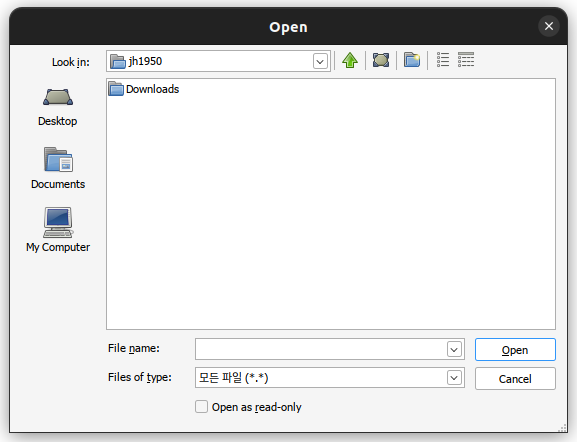 Open
Look in:
jh1950
Downloads
Desktop
Documents
My Computer
File name:
Open
Files of type:
모든 파일 (*.*)
Cancel
Open as read-only